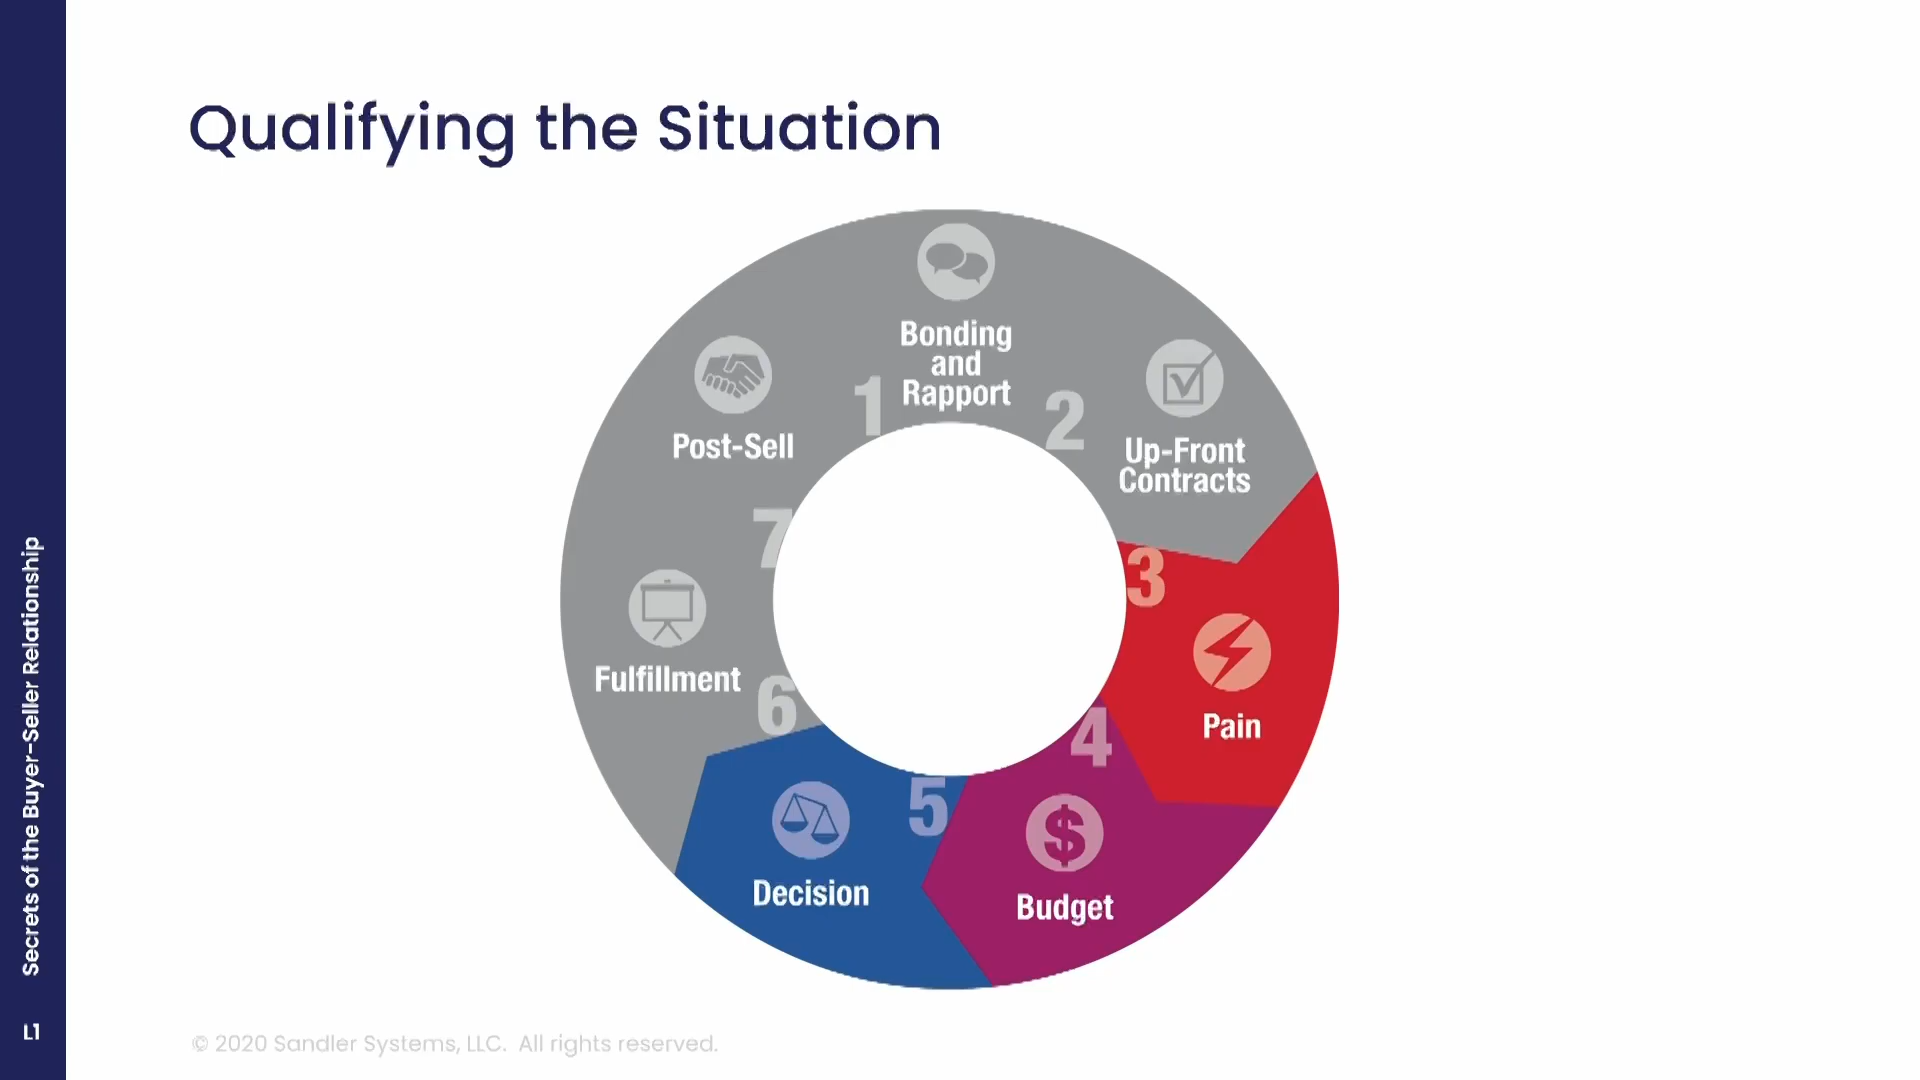 Qualifying the Situation
1
Bonding
and
Rapport
2
Up-Front
Contracts
3
Pain
4
Budget
5
Decision
6
Fulfillment
7
Post-Sell
Secrets of the Buyer-Seller Relationship
© 2020 Sandler Systems, LLC. All rights reserved.